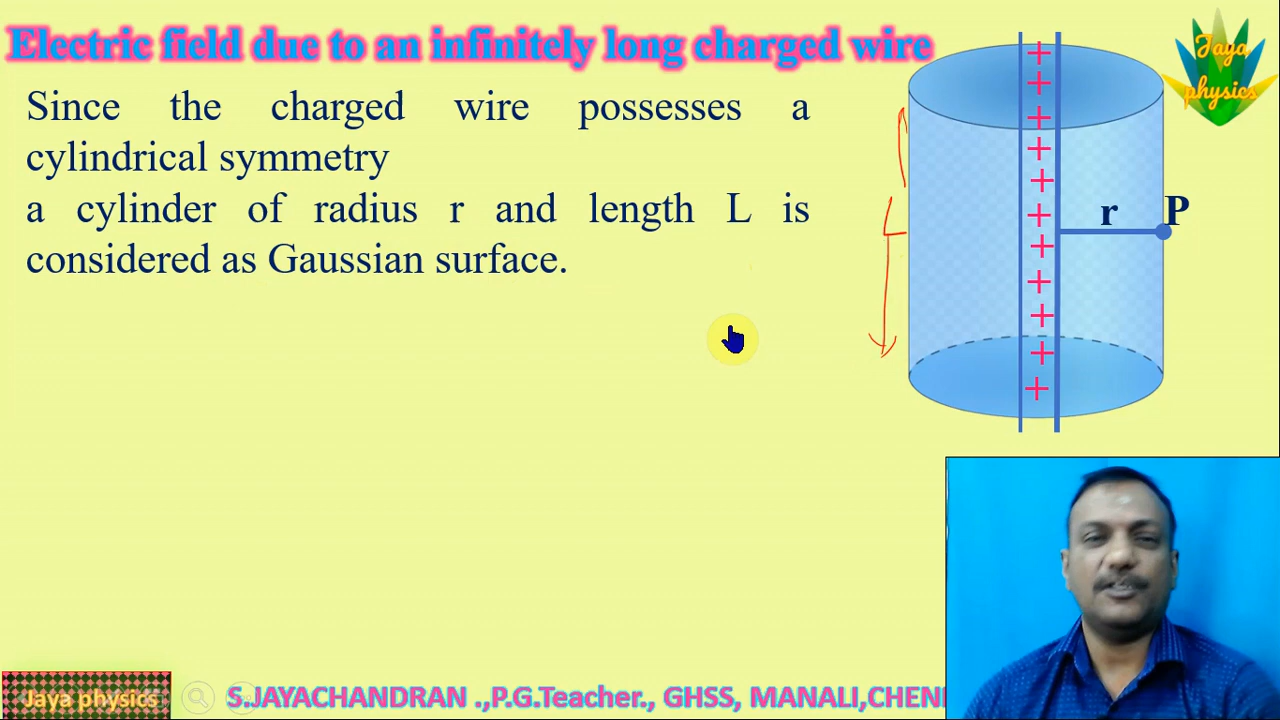 Electric field due to an infinitely long charged wire
Jaya
physics
Since the charged wire possesses a
cylindrical symmetry
a cylinder of radius r and length L is
considered as Gaussian surface.
+
+
+
+
+
+
+
+
+
+
+
r P
L
Jaya physics
S.JAYACHANDRAN .,P.G.Teacher., GHSS, MANALI,CHEN